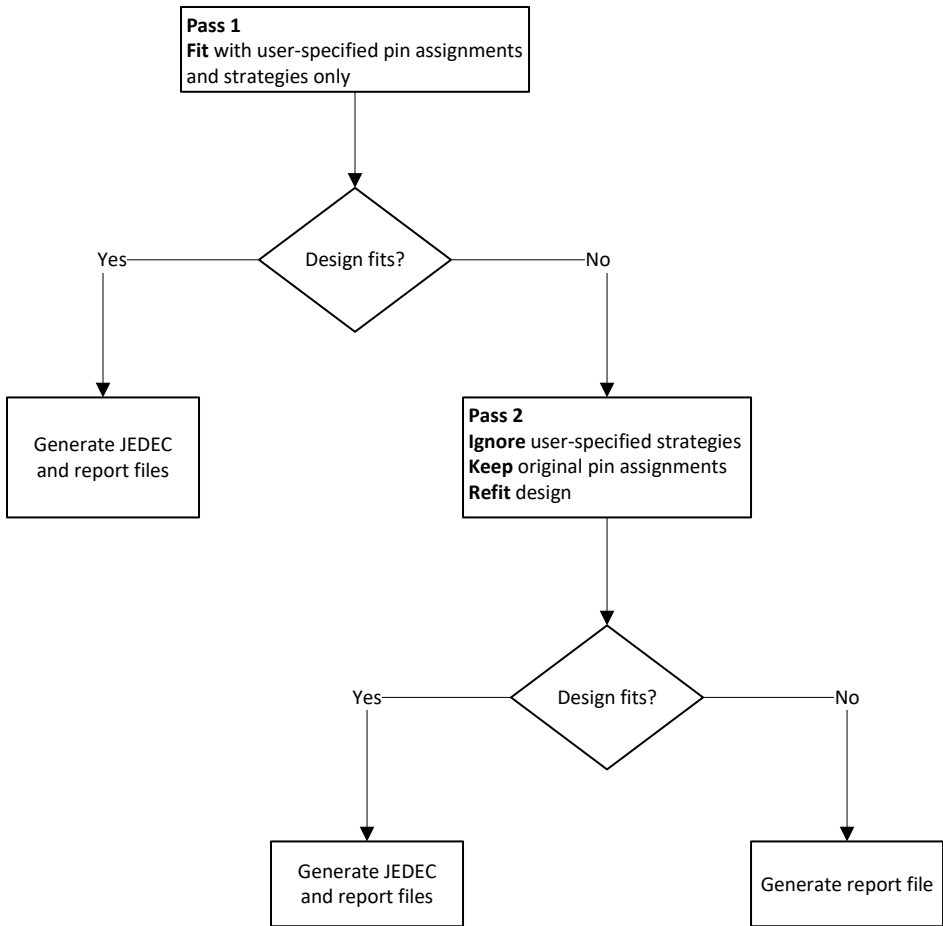 Pass 1
Fit with user-specified pin assignments
and strategies only
Design fits?
Yes
No
Generate JEDEC
and report files
Pass 2
Ignore user-specified strategies
Keep original pin assignments
Refit design
Design fits?
Yes
No
Generate JEDEC
and report files
Generate report file